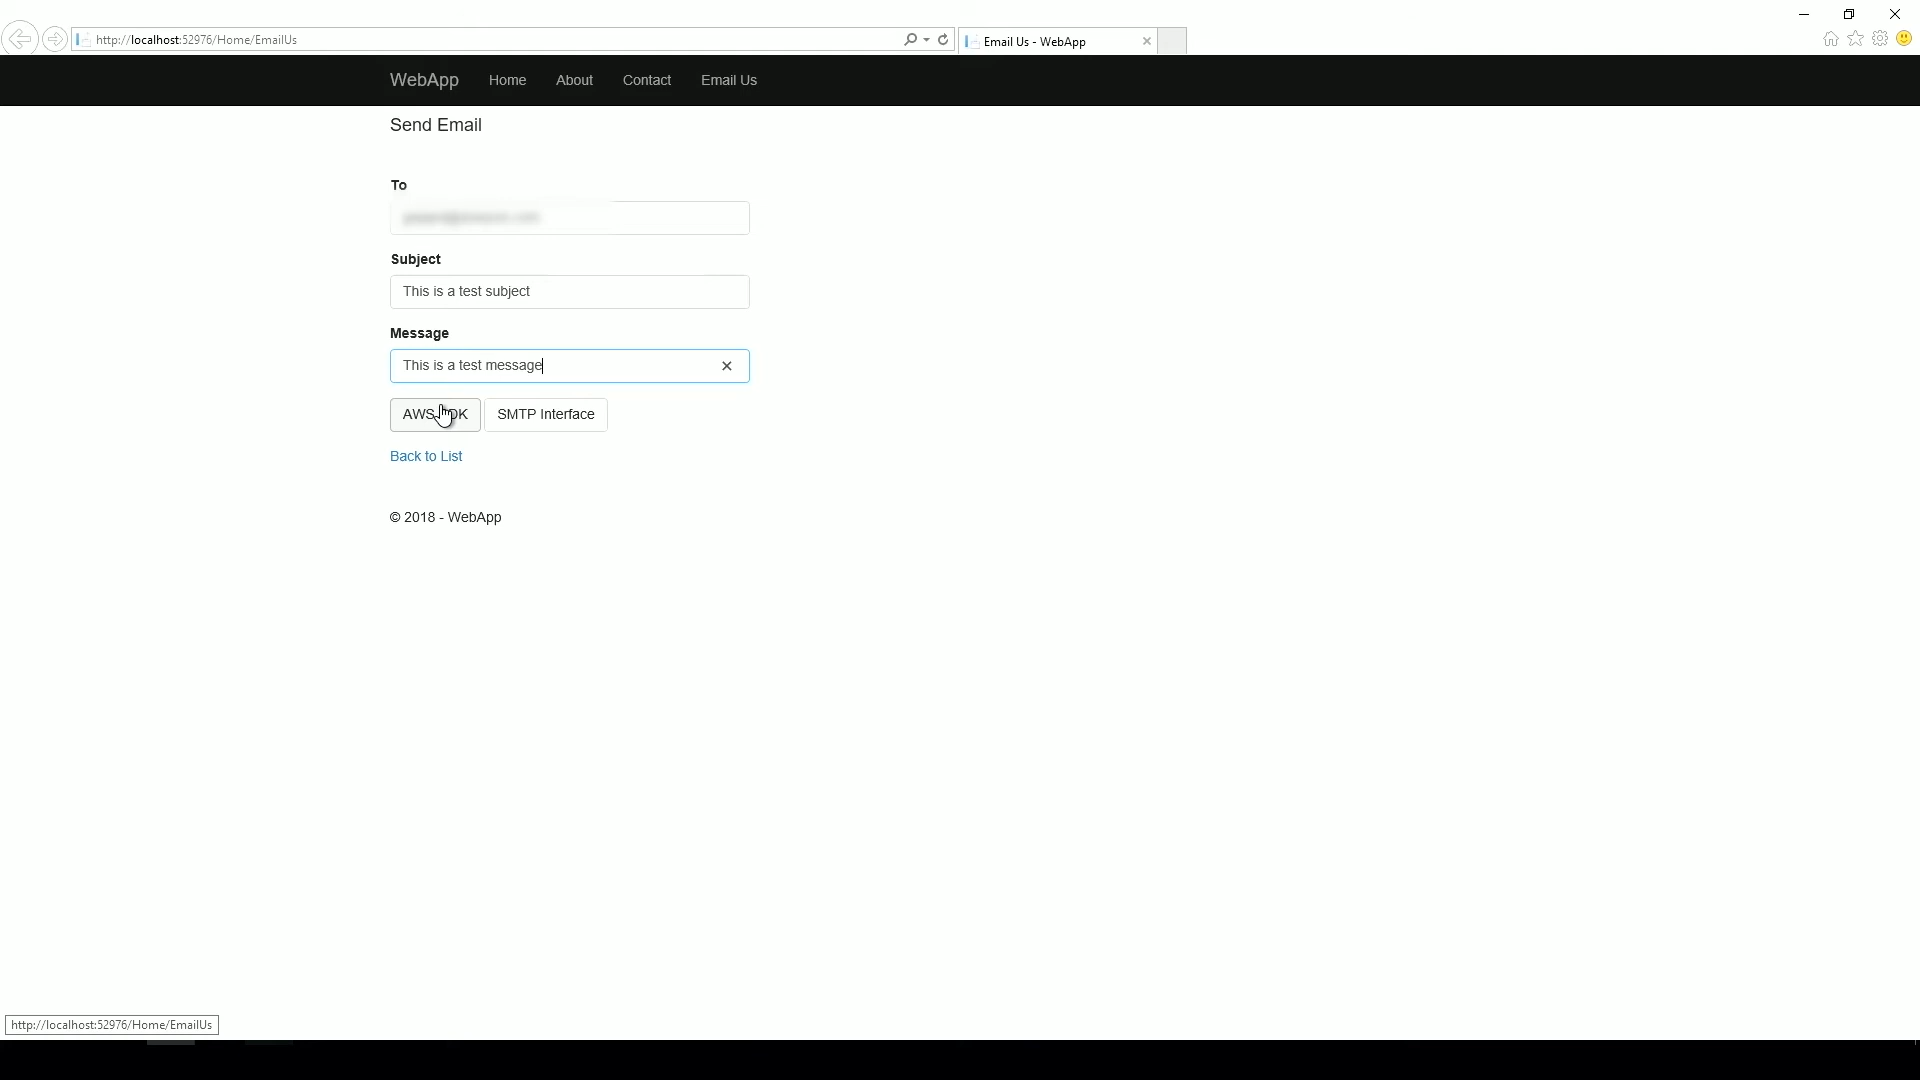 http://localhost:52976/Home/EmailUs
Email Us - WebApp
WebApp Home About Contact Email Us
Send Email
To
Subject
This is a test subject
Message
This is a test message
SMTP Interface
AWS
Back to List
© 2018 - WebApp
http://localhost:52976/Home/EmailUs